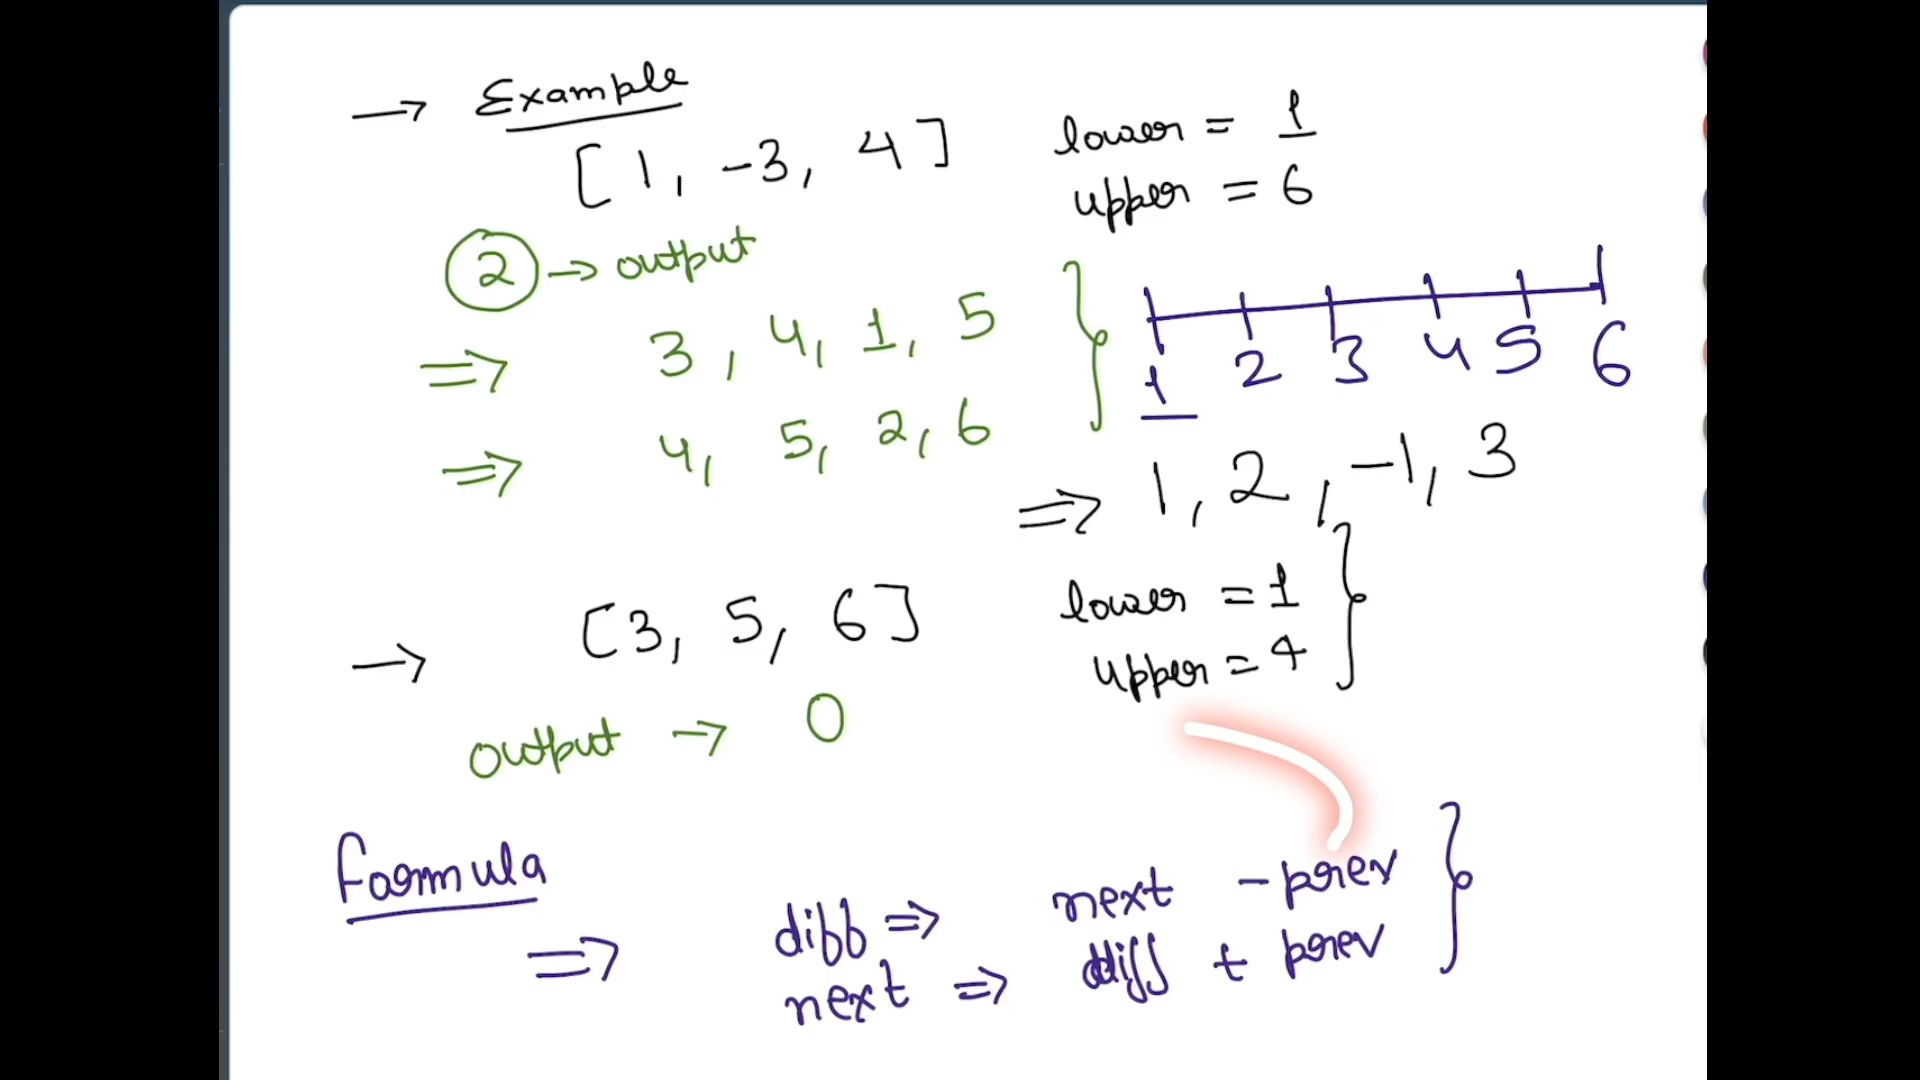 → Example
[1, -3, 4]
lower = 1
upper = 6
2 → output
⇒ 3, 4, 1, 5
⇒ 4, 5, 2, 6
1 2 3 4 5 6
⇒ 1, 2, -1, 3
→ [3, 5, 6]
lower = 1
upper = 4
output → 0
Formula
⇒ diff ⇒ next - prev
next ⇒ diff + prev